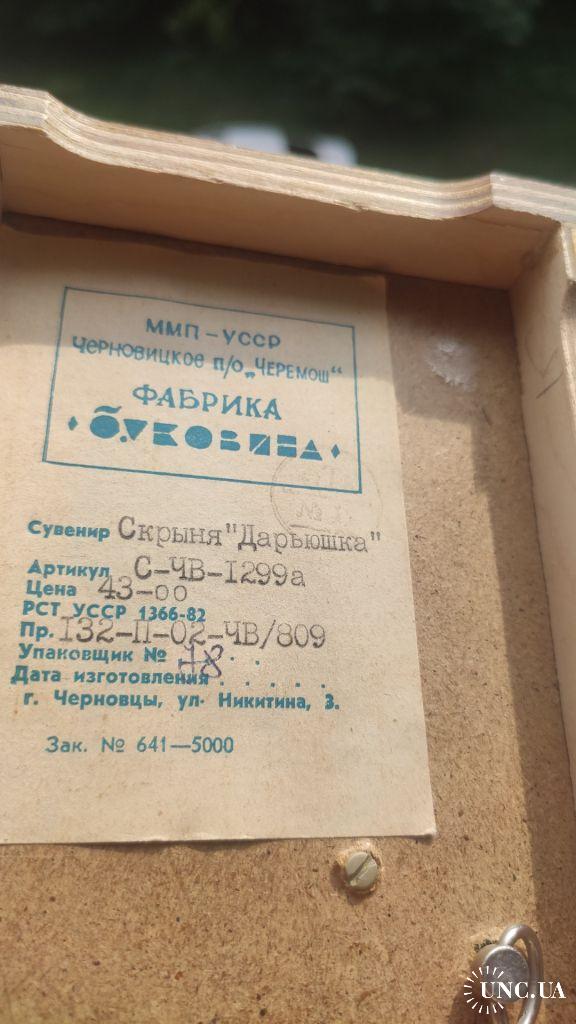 ММП-УССР
Черновицкое п/о „Черемош“
ФАБРИКА
БУКОВИНА
Сувенир Скрыня "Дарьюшка"
Артикул С-ЧВ-I299а
Цена 43-00
РСТ УССР 1366-82
Пр. I32-П-02-ЧВ/809
Упаковщик №
Дата изготовления . . . . .
г. Черновцы, ул. Никитина, 3.
Зак. № 641—5000
UNC.UA